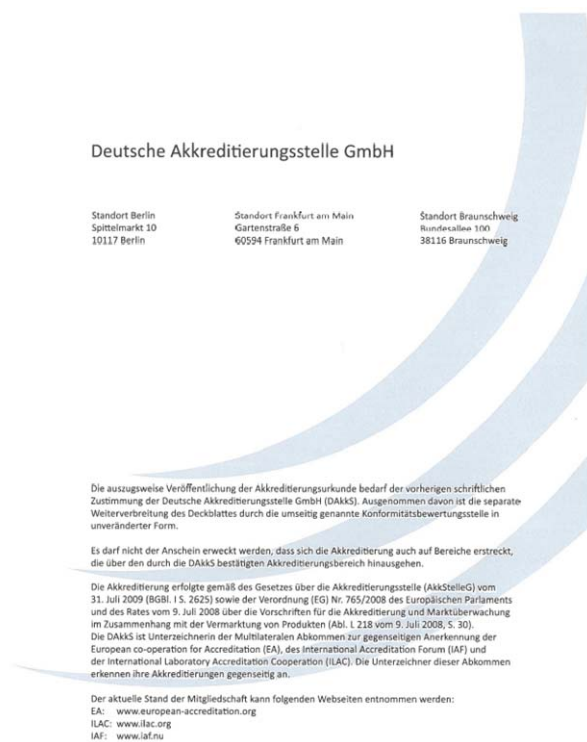 Deutsche Akkreditierungsstelle GmbH
Standort Berlin
Spittelmarkt 10
10117 Berlin
Standort Frankfurt am Main
Gartenstraße 6
60594 Frankfurt am Main
Standort Braunschweig
Bundesallee 100
38116 Braunschweig
Die auszugsweise Veröffentlichung der Akkreditierungsurkunde bedarf der vorherigen schriftlichen
Zustimmung der Deutsche Akkreditierungsstelle GmbH (DAkkS). Ausgenommen davon ist die separate
Weiterverbreitung des Deckblattes durch die umseitig genannte Konformitätsbewertungsstelle in
unveränderter Form.
Es darf nicht der Anschein erweckt werden, dass sich die Akkreditierung auch auf Bereiche erstreckt,
die über den durch die DAkkS bestätigten Akkreditierungsbereich hinausgehen.
Die Akkreditierung erfolgte gemäß des Gesetzes über die Akkreditierungsstelle (AkkStelleG) vom
31. Juli 2009 (BGBl. I S. 2625) sowie der Verordnung (EG) Nr. 765/2008 des Europäischen Parlaments
und des Rates vom 9. Juli 2008 über die Vorschriften für die Akkreditierung und Marktüberwachung
im Zusammenhang mit der Vermarktung von Produkten (Abl. L 218 vom 9. Juli 2008, S. 30).
Die DAkkS ist Unterzeichnerin der Multilateralen Abkommen zur gegenseitigen Anerkennung der
European co-operation for Accreditation (EA), des International Accreditation Forum (IAF) und
der International Laboratory Accreditation Cooperation (ILAC). Die Unterzeichner dieser Abkommen
erkennen ihre Akkreditierungen gegenseitig an.
Der aktuelle Stand der Mitgliedschaft kann folgenden Webseiten entnommen werden:
EA: www.european-accreditation.org
ILAC: www.ilac.org
IAF: www.iaf.nu